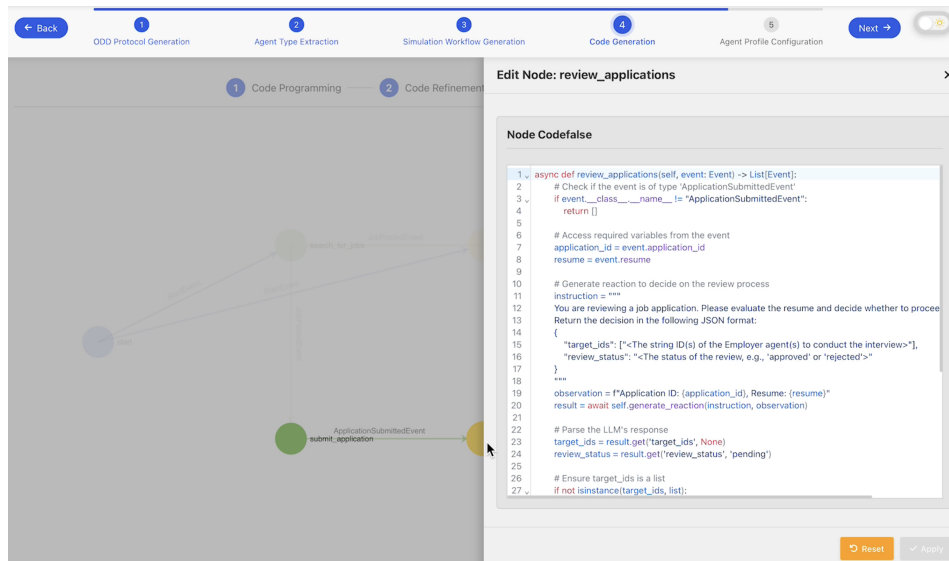 ← Back
1
2
3
4
5
Next →
ODD Protocol Generation
Agent Type Extraction
Simulation Workflow Generation
Code Generation
Agent Profile Configuration
1 Code Programming
2 Code Refinement
Edit Node: review_applications
Node Codefalse
1 async def review_applications(self, event: Event) -> List[Event]:
2 # Check if the event is of type 'ApplicationSubmittedEvent'
3 if event.__class__.__name__ != "ApplicationSubmittedEvent":
4 return []
5
6 # Access required variables from the event
7 application_id = event.application_id
8 resume = event.resume
9
10 # Generate reaction to decide on the review process
11 instruction = """
12 You are reviewing a job application. Please evaluate the resume and decide whether to procee
13 Return the decision in the following JSON format:
14 {
15 "target_ids": ["<The string ID(s) of the Employer agent(s) to conduct the interview>"],
16 "review_status": "<The status of the review, e.g., 'approved' or 'rejected'>"
17 }
18 """
19 observation = f"Application ID: {application_id}, Resume: {resume}"
20 result = await self.generate_reaction(instruction, observation)
21
22 # Parse the LLM's response
23 target_ids = result.get('target_ids', None)
24 review_status = result.get('review_status', 'pending')
25
26 # Ensure target_ids is a list
27 if not isinstance(target_ids, list):
ApplicationSubmittedEvent
submit_application
Reset
Apply